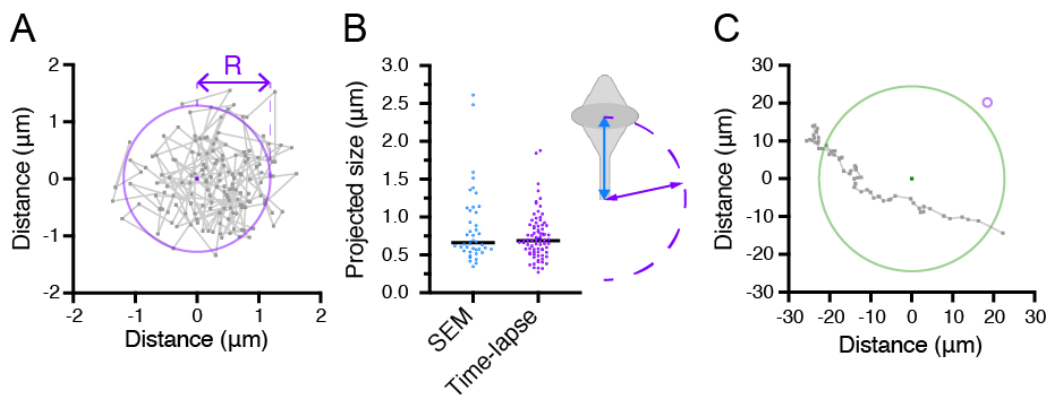 A
B
C
R
2
1
0
-1
-2
Distance (µm)
-2 -1 0 1 2
Distance (µm)
3.0
2.5
2.0
1.5
1.0
0.5
0.0
Projected size (µm)
SEM
Time-lapse
30
20
10
0
-10
-20
-30
Distance (µm)
-30 -20 -10 0 10 20 30
Distance (µm)